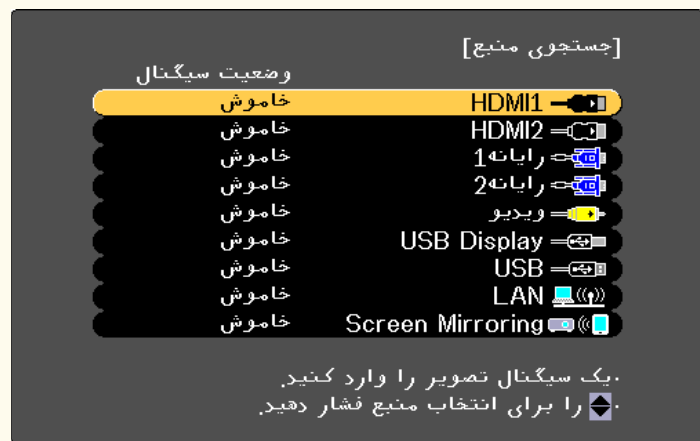 [جستجوی منبع]
وضعیت سیگنال
HDMI1 خاموش
HDMI2 خاموش
رایانه1 خاموش
رایانه2 خاموش
ویدیو خاموش
USB Display خاموش
USB خاموش
LAN خاموش
Screen Mirroring خاموش
·یک سیگنال تصویر را وارد کنید.
·را برای انتخاب منبع فشار دهید.